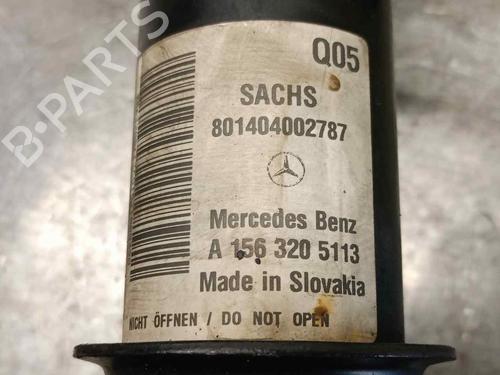 Q05
SACHS
801404002787
Mercedes Benz
A 156 320 5113
Made in Slovakia
NICHT ÖFFNEN / DO NOT OPEN
B-PARTS